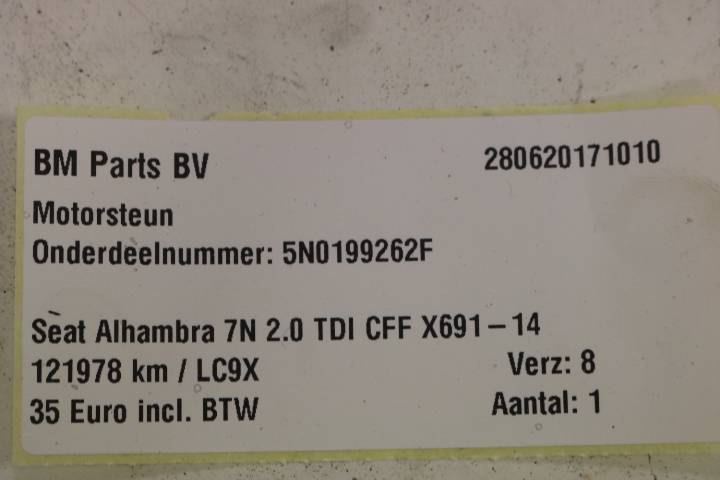 BM Parts BV 280620171010
Motorsteun
Onderdeelnummer: 5N0199262F
Seat Alhambra 7N 2.0 TDI CFF X691-14
121978 km / LC9X Verz: 8
35 Euro incl. BTW Aantal: 1